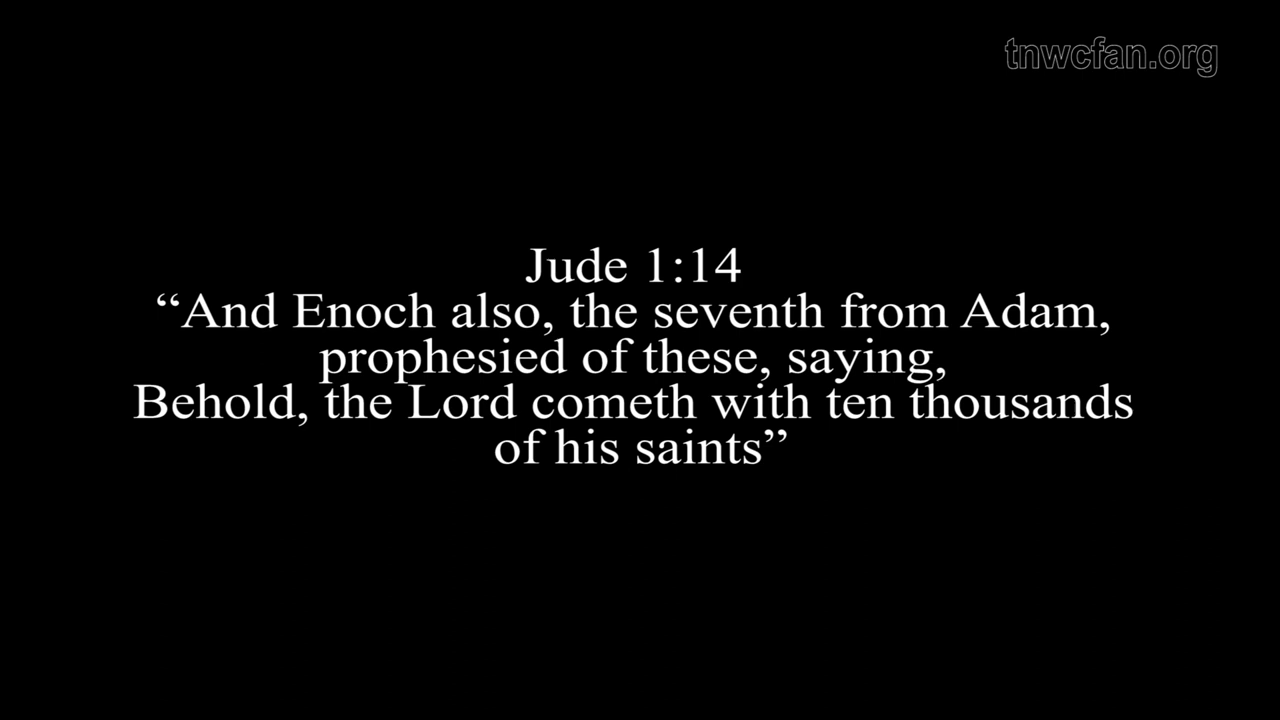 tnwcfan.org
Jude 1:14
“And Enoch also, the seventh from Adam,
prophesied of these, saying,
Behold, the Lord cometh with ten thousands
of his saints”